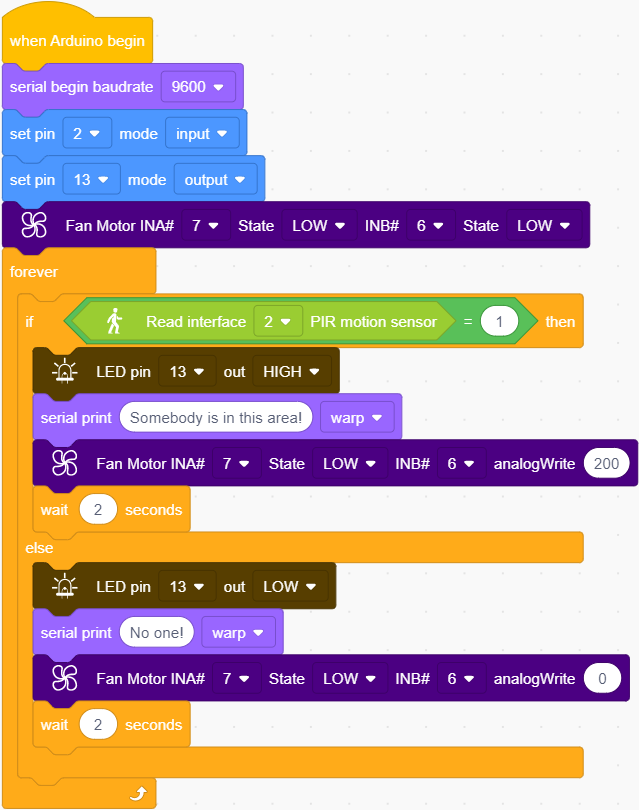 when Arduino begin
serial begin baudrate 9600
set pin 2 mode input
set pin 13 mode output
Fan Motor INA# 7 State LOW INB# 6 State LOW
forever
if Read interface 2 PIR motion sensor = 1 then
LED pin 13 out HIGH
serial print Somebody is in this area! warp
Fan Motor INA# 7 State LOW INB# 6 analogWrite 200
wait 2 seconds
else
LED pin 13 out LOW
serial print No one! warp
Fan Motor INA# 7 State LOW INB# 6 analogWrite 0
wait 2 seconds